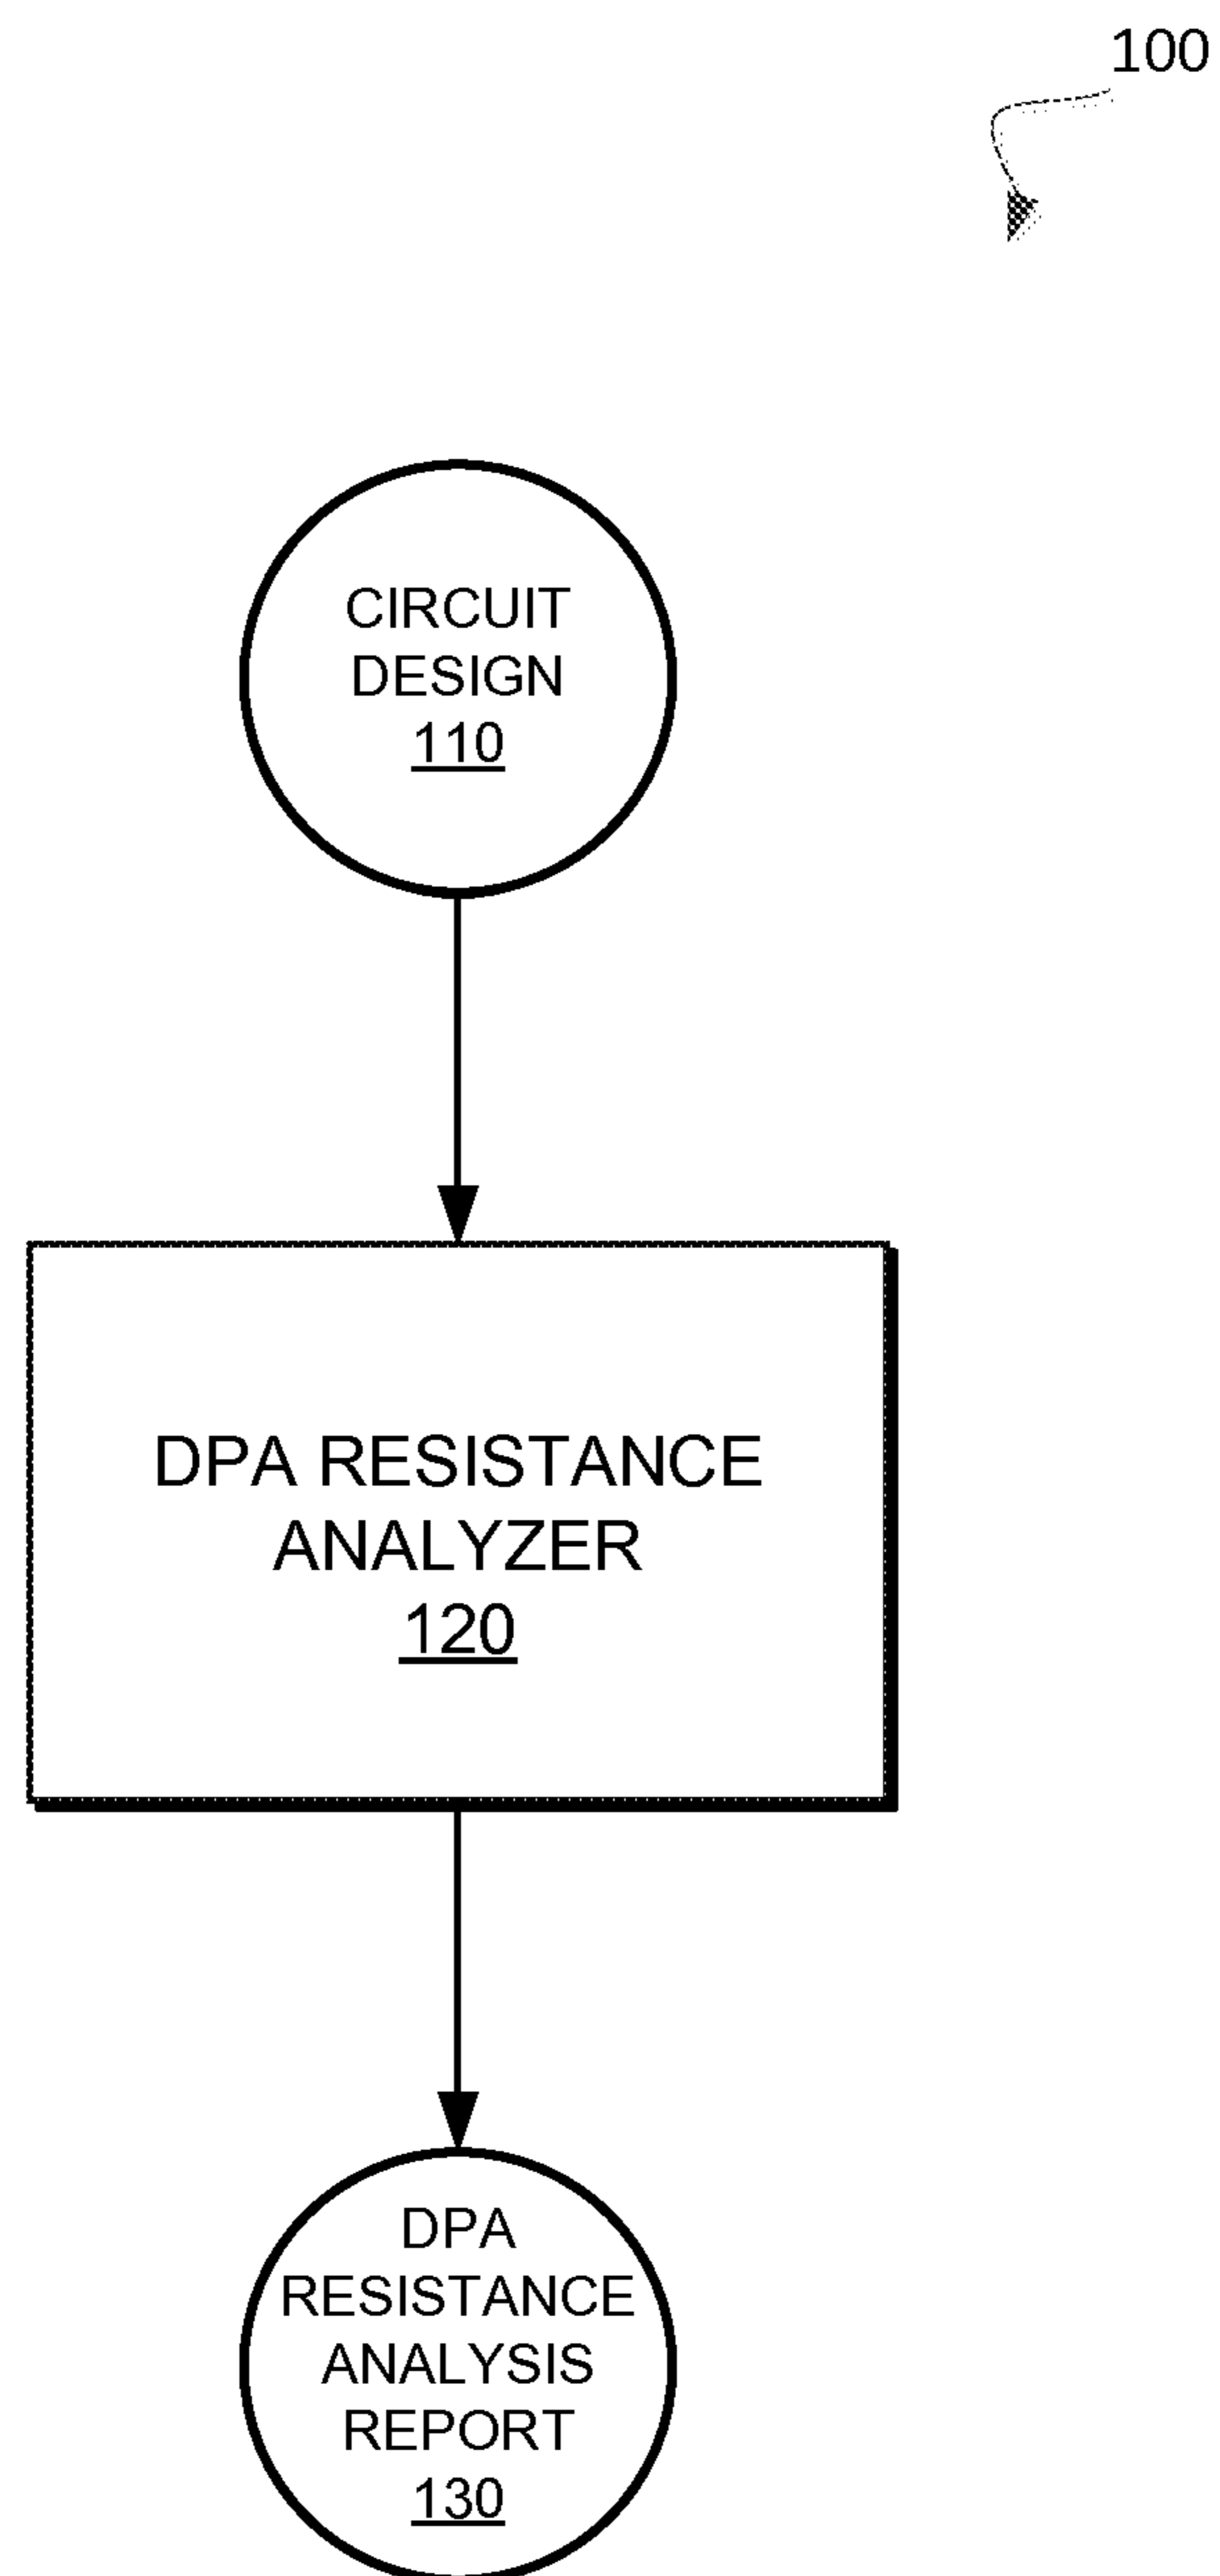 100
CIRCUIT
DESIGN
110
DPA RESISTANCE
ANALYZER
120
DPA
RESISTANCE
ANALYSIS
REPORT
130